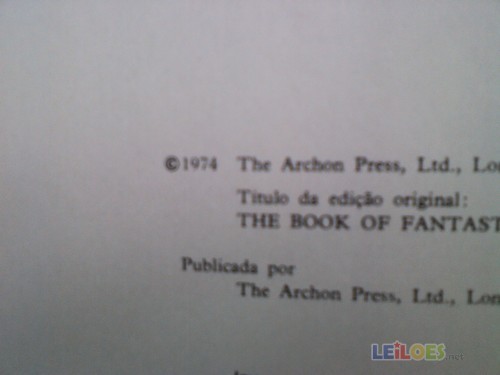 ©1974 The Archon Press, Ltd., Lon
Título da edição original:
THE BOOK OF FANTAST
Publicada por
The Archon Press, Ltd., Lon
LEiLOES.net